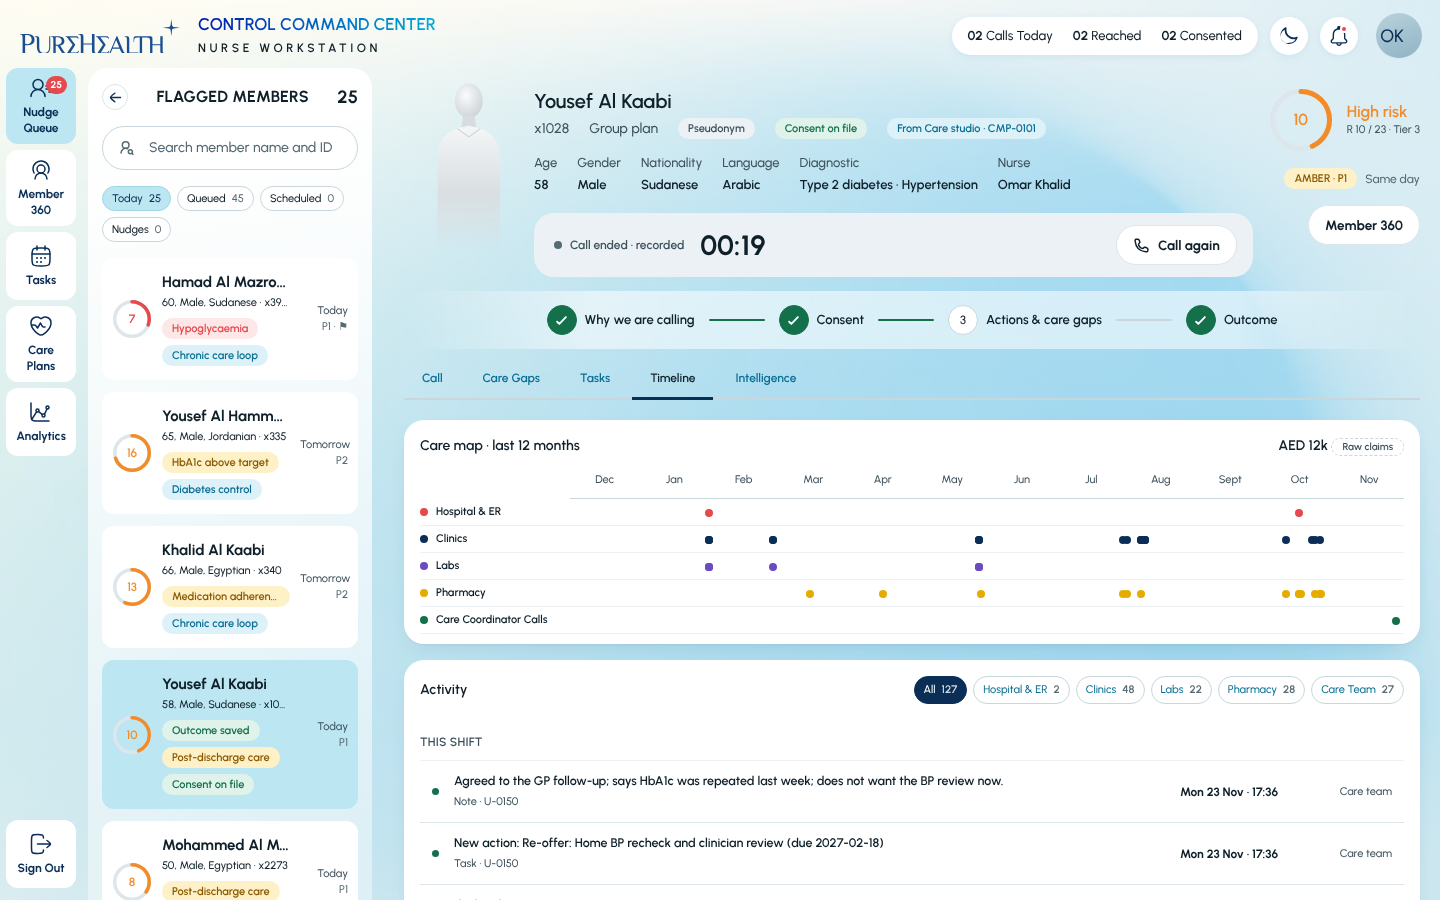 PUREHEALTH
CONTROL COMMAND CENTER
NURSE WORKSTATION
02 Calls Today 02 Reached 02 Consented
OK
25
Nudge
Queue
Member
360
Tasks
Care
Plans
Analytics
Sign Out
FLAGGED MEMBERS 25
Search member name and ID
Today 25 Queued 45 Scheduled 0
Nudges 0
7
Hamad Al Mazro...
60, Male, Sudanese · x39...
Hypoglycaemia
Chronic care loop
Today
P1 · ⚑
16
Yousef Al Hamm...
65, Male, Jordanian · x335
HbA1c above target
Diabetes control
Tomorrow
P2
13
Khalid Al Kaabi
66, Male, Egyptian · x340
Medication adheren...
Chronic care loop
Tomorrow
P2
10
Yousef Al Kaabi
58, Male, Sudanese · x10...
Outcome saved
Post-discharge care
Consent on file
Today
P1
8
Mohammed Al M...
50, Male, Egyptian · x2273
Post-discharge care
Today
P1
Yousef Al Kaabi
x1028 Group plan Pseudonym Consent on file From Care studio · CMP-0101
Age Gender Nationality Language Diagnostic Nurse
58 Male Sudanese Arabic Type 2 diabetes · Hypertension Omar Khalid
10
High risk
R 10 / 23 · Tier 3
AMBER · P1 Same day
Member 360
Call ended · recorded 00:19 Call again
Why we are calling Consent 3 Actions & care gaps Outcome
Call Care Gaps Tasks Timeline Intelligence
Care map · last 12 months AED 12k Raw claims
Dec Jan Feb Mar Apr May Jun Jul Aug Sept Oct Nov
Hospital & ER
Clinics
Labs
Pharmacy
Care Coordinator Calls
Activity All 127 Hospital & ER 2 Clinics 48 Labs 22 Pharmacy 28 Care Team 27
THIS SHIFT
Agreed to the GP follow-up; says HbA1c was repeated last week; does not want the BP review now.
Note · U-0150
Mon 23 Nov · 17:36 Care team
New action: Re-offer: Home BP recheck and clinician review (due 2027-02-18)
Task · U-0150
Mon 23 Nov · 17:36 Care team